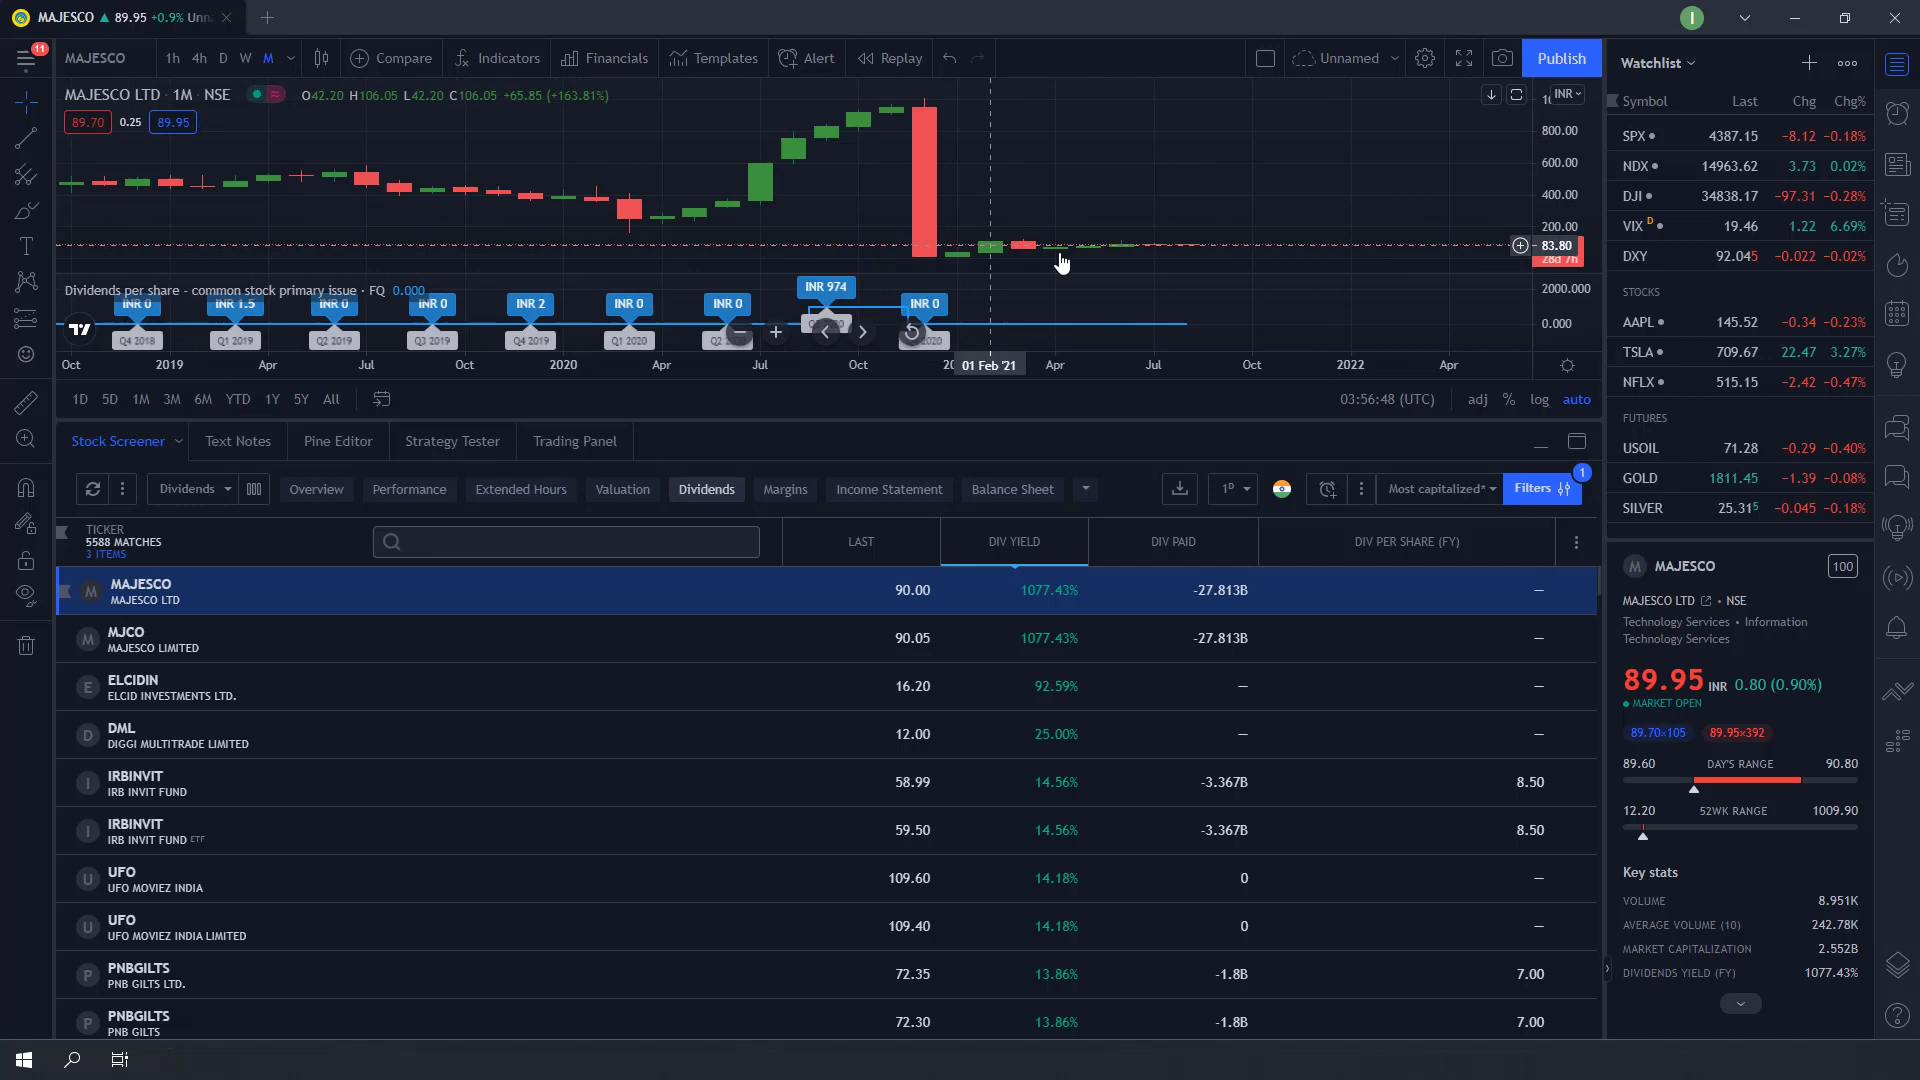 MAJESCO ▲ 89.95 +0.9% Unn
I
11
MAJESCO
1h 4h D W M
Compare
Indicators
Financials
Templates
Alert
Replay
Unnamed
Publish
MAJESCO LTD · 1M · NSE
O42.20 H106.05 L42.20 C106.05 +65.85 (+163.81%)
89.70 0.25 89.95
INR
800.00
600.00
400.00
200.00
83.80
28d 7h
Dividends per share - common stock primary issue · FQ 0.000
INR 0 INR 1.5 INR 0 INR 0 INR 2 INR 0 INR 0 INR 974 INR 0
2000.000
0.000
Q4 2018 Q1 2019 Q2 2019 Q3 2019 Q4 2019 Q1 2020
Oct 2019 Apr Jul Oct 2020 Apr Jul Oct 01 Feb '21 Apr Jul Oct 2022 Apr
1D 5D 1M 3M 6M YTD 1Y 5Y All
03:56:48 (UTC)
adj % log auto
Stock Screener
Text Notes
Pine Editor
Strategy Tester
Trading Panel
Dividends
Overview
Performance
Extended Hours
Valuation
Dividends
Margins
Income Statement
Balance Sheet
1D
Most capitalized*
Filters
1
TICKER
5588 MATCHES
3 ITEMS
LAST DIV YIELD DIV PAID DIV PER SHARE (FY)
M MAJESCO 90.00 1077.43% -27.813B —
MAJESCO LTD
M MJCO 90.05 1077.43% -27.813B —
MAJESCO LIMITED
E ELCIDIN 16.20 92.59% — —
ELCID INVESTMENTS LTD.
D DML 12.00 25.00% — —
DIGGI MULTITRADE LIMITED
I IRBINVIT 58.99 14.56% -3.367B 8.50
IRB INVIT FUND
I IRBINVIT 59.50 14.56% -3.367B 8.50
IRB INVIT FUND ETF
U UFO 109.60 14.18% 0 —
UFO MOVIEZ INDIA
U UFO 109.40 14.18% 0 —
UFO MOVIEZ INDIA LIMITED
P PNBGILTS 72.35 13.86% -1.8B 7.00
PNB GILTS LTD.
P PNBGILTS 72.30 13.86% -1.8B 7.00
PNB GILTS
Watchlist
Symbol Last Chg Chg%
SPX 4387.15 −8.12 −0.18%
NDX 14963.62 3.73 0.02%
DJI 34838.17 −97.31 −0.28%
VIX D 19.46 1.22 6.69%
DXY 92.045 −0.022 −0.02%
STOCKS
AAPL 145.52 −0.34 −0.23%
TSLA 709.67 22.47 3.27%
NFLX 515.15 −2.42 −0.47%
FUTURES
USOIL 71.28 −0.29 −0.40%
GOLD 1811.45 −1.39 −0.08%
SILVER 25.315 −0.045 −0.18%
M MAJESCO 100
MAJESCO LTD • NSE
Technology Services • Information
Technology Services
89.95 INR 0.80 (0.90%)
MARKET OPEN
89.70×105 89.95×392
89.60 DAY'S RANGE 90.80
12.20 52WK RANGE 1009.90
Key stats
VOLUME 8.951K
AVERAGE VOLUME (10) 242.78K
MARKET CAPITALIZATION 2.552B
DIVIDENDS YIELD (FY) 1077.43%